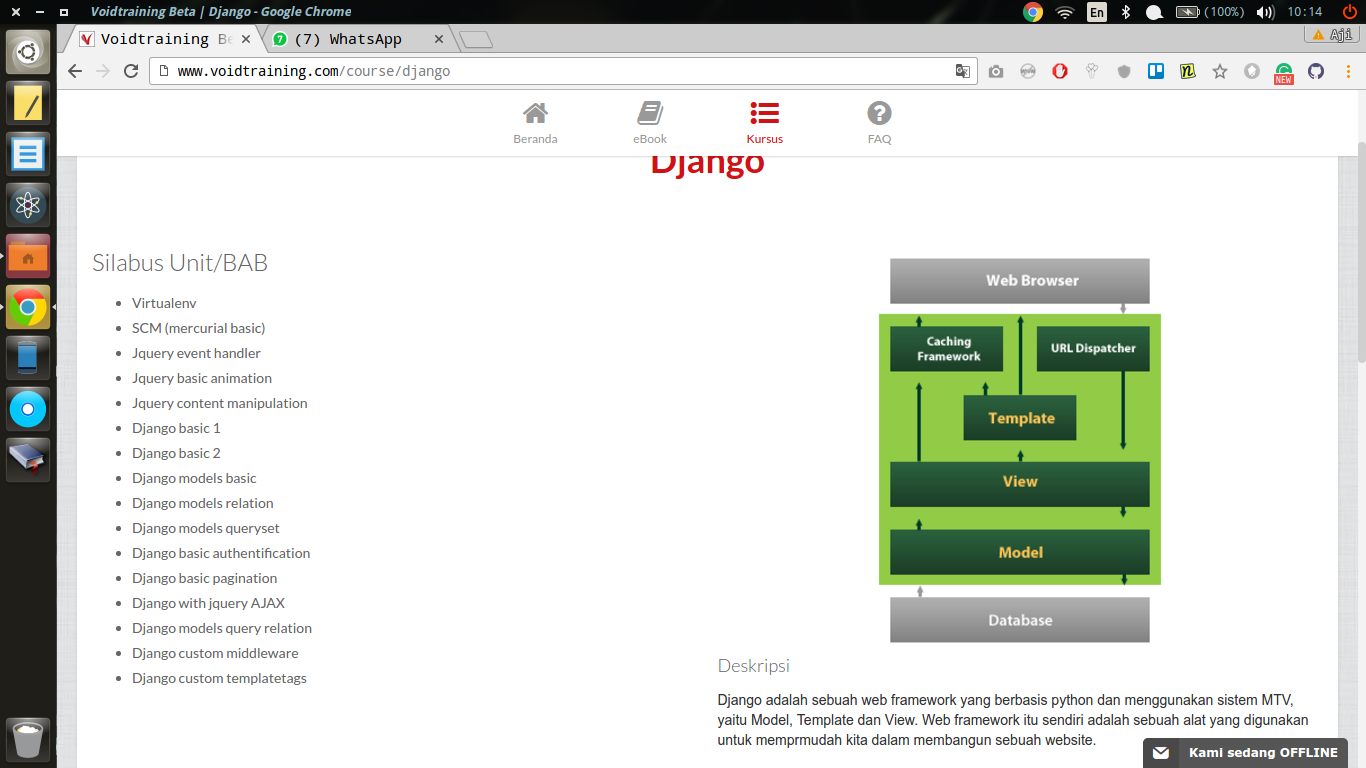 Voidtraining Beta | Django - Google Chrome
En
(100%)
10:14
Voidtraining Be
7
(7) WhatsApp
Aji
www.voidtraining.com/course/django
NEW
Beranda
eBook
Kursus
FAQ
Django
Silabus Unit/BAB
Virtualenv
SCM (mercurial basic)
Jquery event handler
Jquery basic animation
Jquery content manipulation
Django basic 1
Django basic 2
Django models basic
Django models relation
Django models queryset
Django basic authentification
Django basic pagination
Django with jquery AJAX
Django models query relation
Django custom middleware
Django custom templatetags
Web Browser
Caching
Framework
URL Dispatcher
Template
View
Model
Database
Deskripsi
Django adalah sebuah web framework yang berbasis python dan menggunakan sistem MTV,
yaitu Model, Template dan View. Web framework itu sendiri adalah sebuah alat yang digunakan
untuk memprmudah kita dalam membangun sebuah website.
Kami sedang OFFLINE